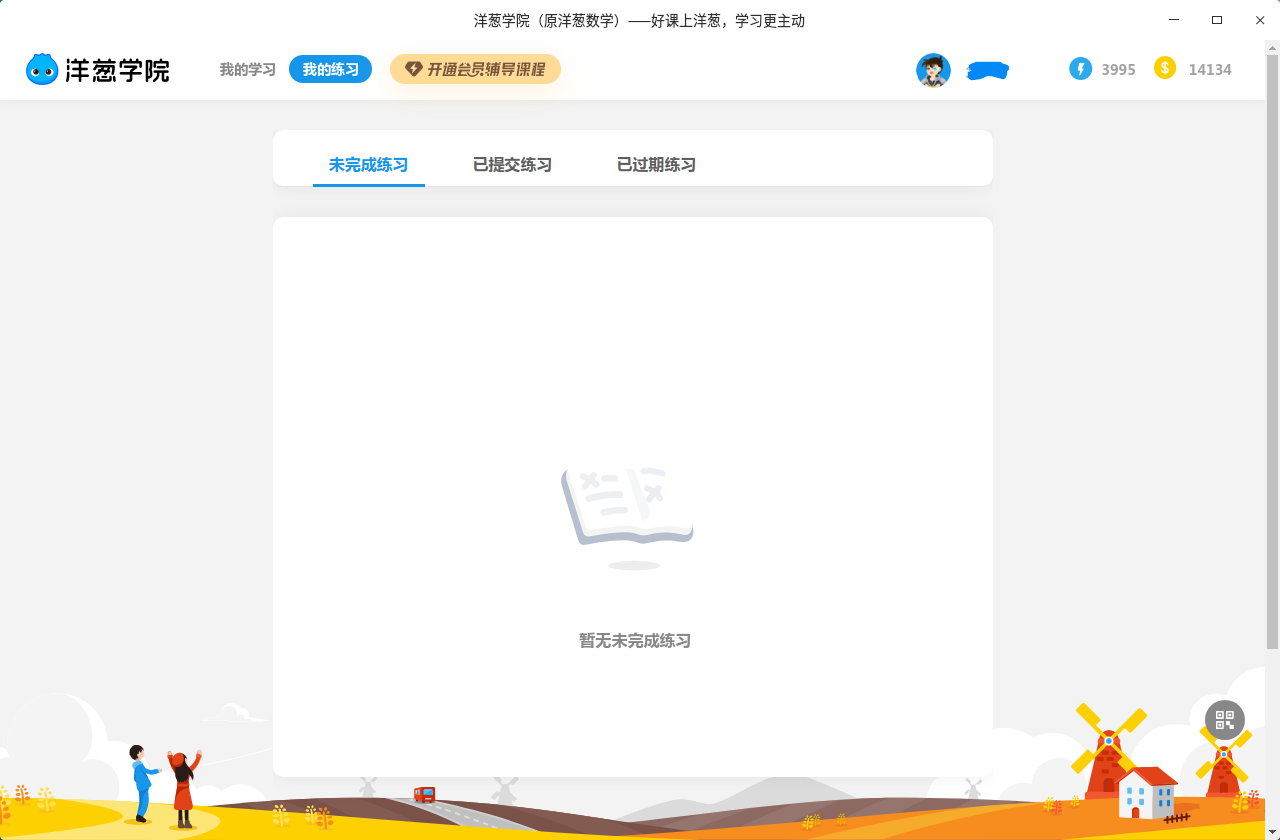 洋葱学院（原洋葱数学）——好课上洋葱，学习更主动
洋葱学院
我的学习
我的练习
开通会员辅导课程
3995
14134
未完成练习
已提交练习
已过期练习
暂无未完成练习